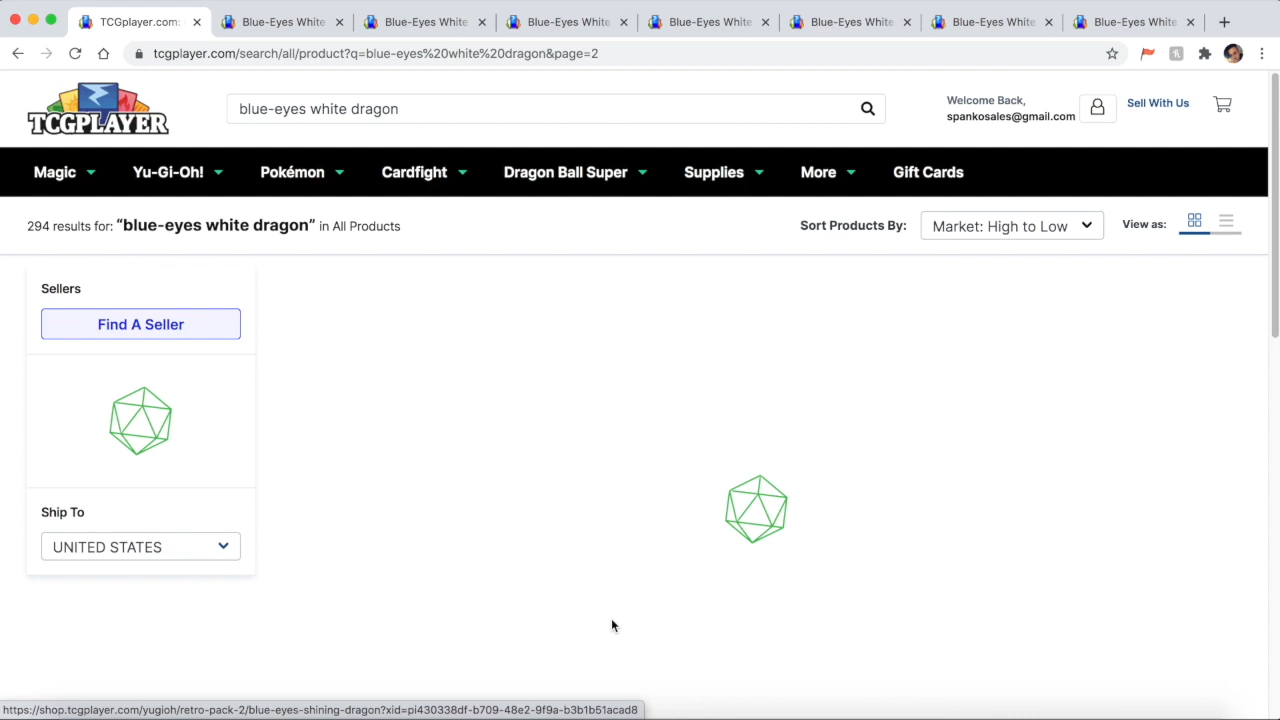 TCGplayer.com:
Blue-Eyes White
Blue-Eyes White
Blue-Eyes White
Blue-Eyes White
Blue-Eyes White
Blue-Eyes White
Blue-Eyes White
tcgplayer.com/search/all/product?q=blue-eyes%20white%20dragon&page=2
TCGPLAYER
blue-eyes white dragon
Welcome Back,
spankosales@gmail.com
Sell With Us
Magic Yu-Gi-Oh! Pokémon Cardfight Dragon Ball Super Supplies More Gift Cards
294 results for: “blue-eyes white dragon” in All Products
Sort Products By: Market: High to Low View as:
Sellers
Find A Seller
Ship To
UNITED STATES
https://shop.tcgplayer.com/yugioh/retro-pack-2/blue-eyes-shining-dragon?xid=pi430338df-b709-48e2-9f9a-b3b1b51acad8